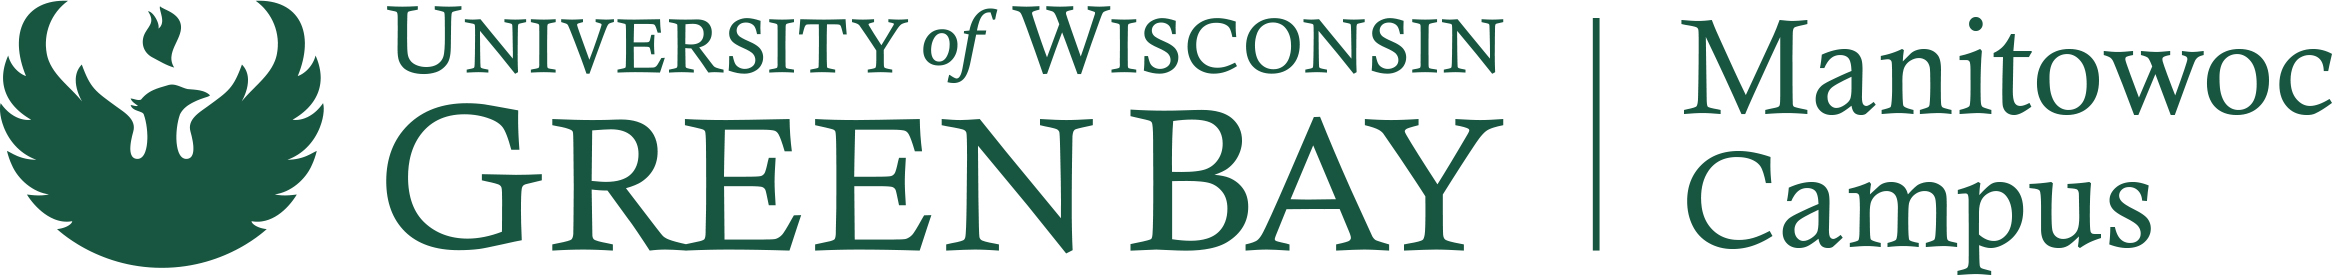 UNIVERSITY of WISCONSIN
GREEN BAY
Manitowoc
Campus